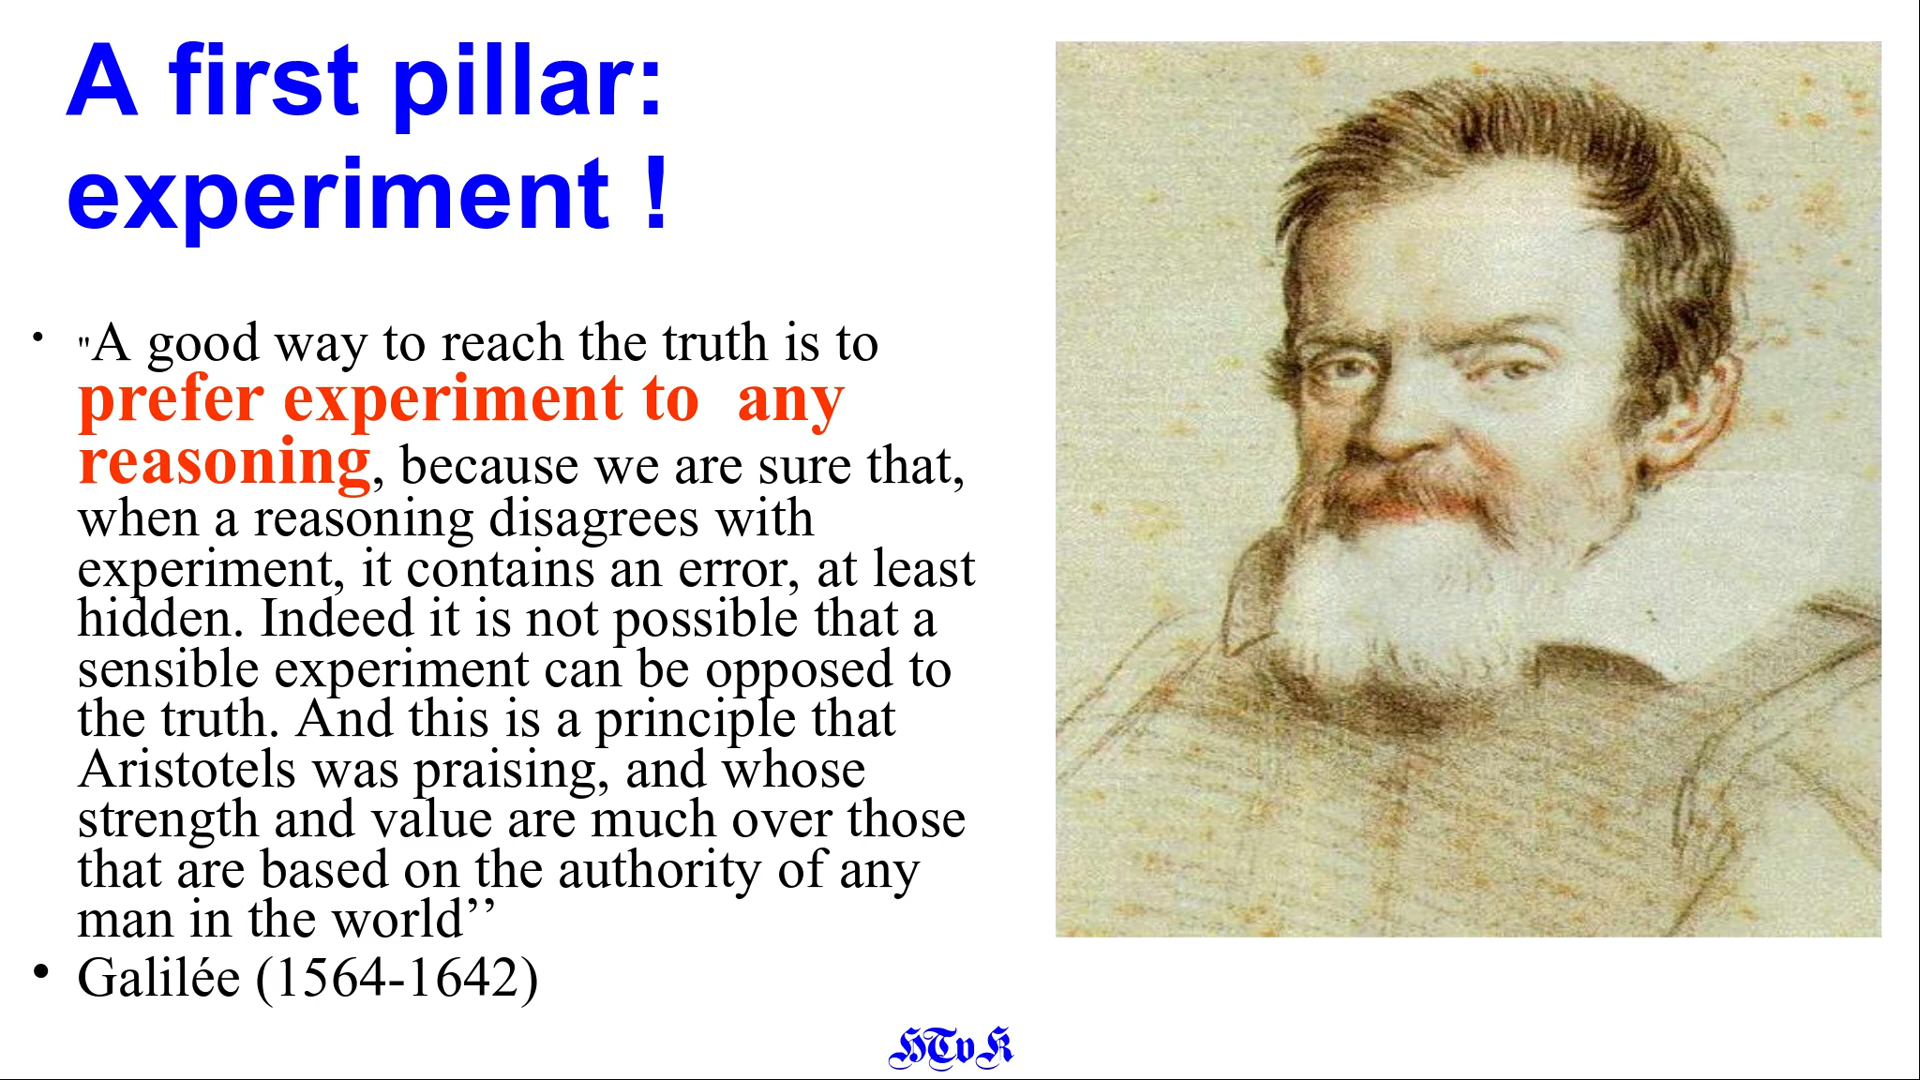 A first pillar:
experiment !
• "A good way to reach the truth is to
prefer experiment to  any
reasoning, because we are sure that,
when a reasoning disagrees with
experiment, it contains an error, at least
hidden. Indeed it is not possible that a
sensible experiment can be opposed to
the truth. And this is a principle that
Aristotels was praising, and whose
strength and value are much over those
that are based on the authority of any
man in the world’’
• Galilée (1564-1642)
HTvK